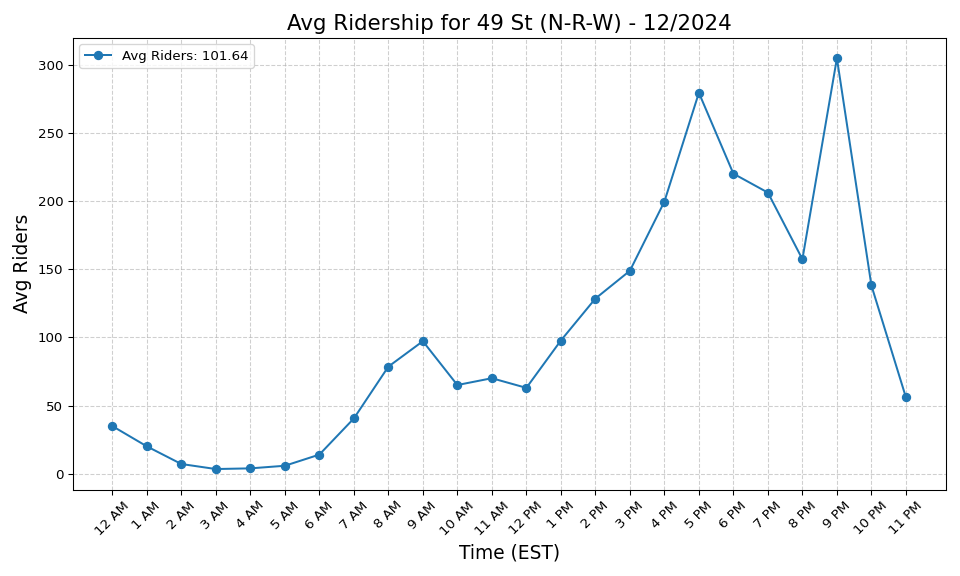 Avg Ridership for 49 St (N-R-W) - 12/2024
Avg Riders: 101.64
300
250
200
150
100
50
0
Avg Riders
12 AM
1 AM
2 AM
3 AM
4 AM
5 AM
6 AM
7 AM
8 AM
9 AM
10 AM
11 AM
12 PM
1 PM
2 PM
3 PM
4 PM
5 PM
6 PM
7 PM
8 PM
9 PM
10 PM
11 PM
Time (EST)